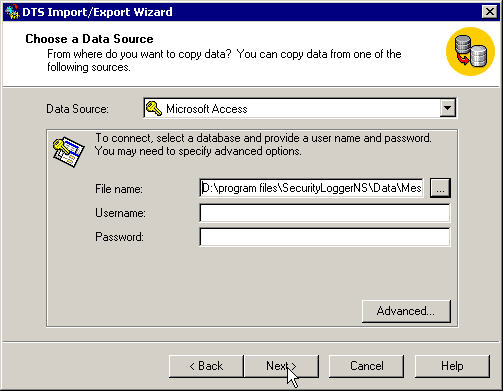 DTS Import/Export Wizard
Choose a Data Source
From where do you want to copy data? You can copy data from one of the
following sources.
Data Source:
Microsoft Access
To connect, select a database and provide a user name and password.
You may need to specify advanced options.
File name:
D:\program files\SecurityLoggerNS\Data\Mes
...
Username:
Password:
Advanced...
< Back
Next >
Cancel
Help